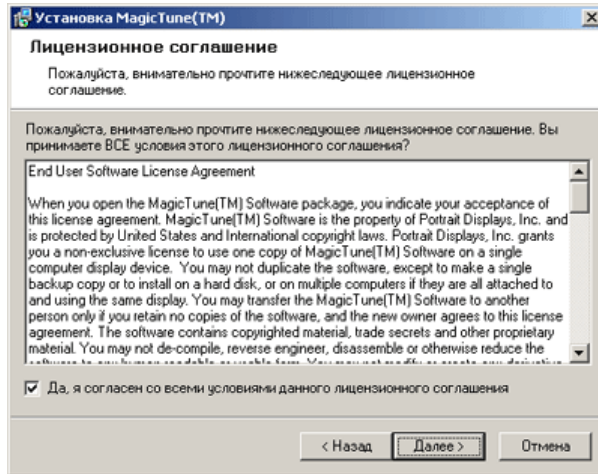 Установка MagicTune(TM)
Лицензионное соглашение
Пожалуйста, внимательно прочтите нижеследующее лицензионное
соглашение.
Пожалуйста, внимательно прочтите нижеследующее лицензионное соглашение. Вы
принимаете ВСЕ условия этого лицензионного соглашения?
End User Software License Agreement
When you open the MagicTune(TM) Software package, you indicate your acceptance of
this license agreement. MagicTune(TM) Software is the property of Portrait Displays, Inc. and
is protected by United States and International copyright laws. Portrait Displays, Inc. grants
you a non-exclusive license to use one copy of MagicTune(TM) Software on a single
computer display device. You may not duplicate the software, except to make a single
backup copy or to install on a hard disk, or on multiple computers if they are all attached to
and using the same display. You may transfer the MagicTune(TM) Software to another
person only if you retain no copies of the software, and the new owner agrees to this license
agreement. The software contains copyrighted material, trade secrets and other proprietary
material. You may not de-compile, reverse engineer, disassemble or otherwise reduce the
Да, я согласен со всеми условиями данного лицензионного соглашения
< Назад
Далее >
Отмена